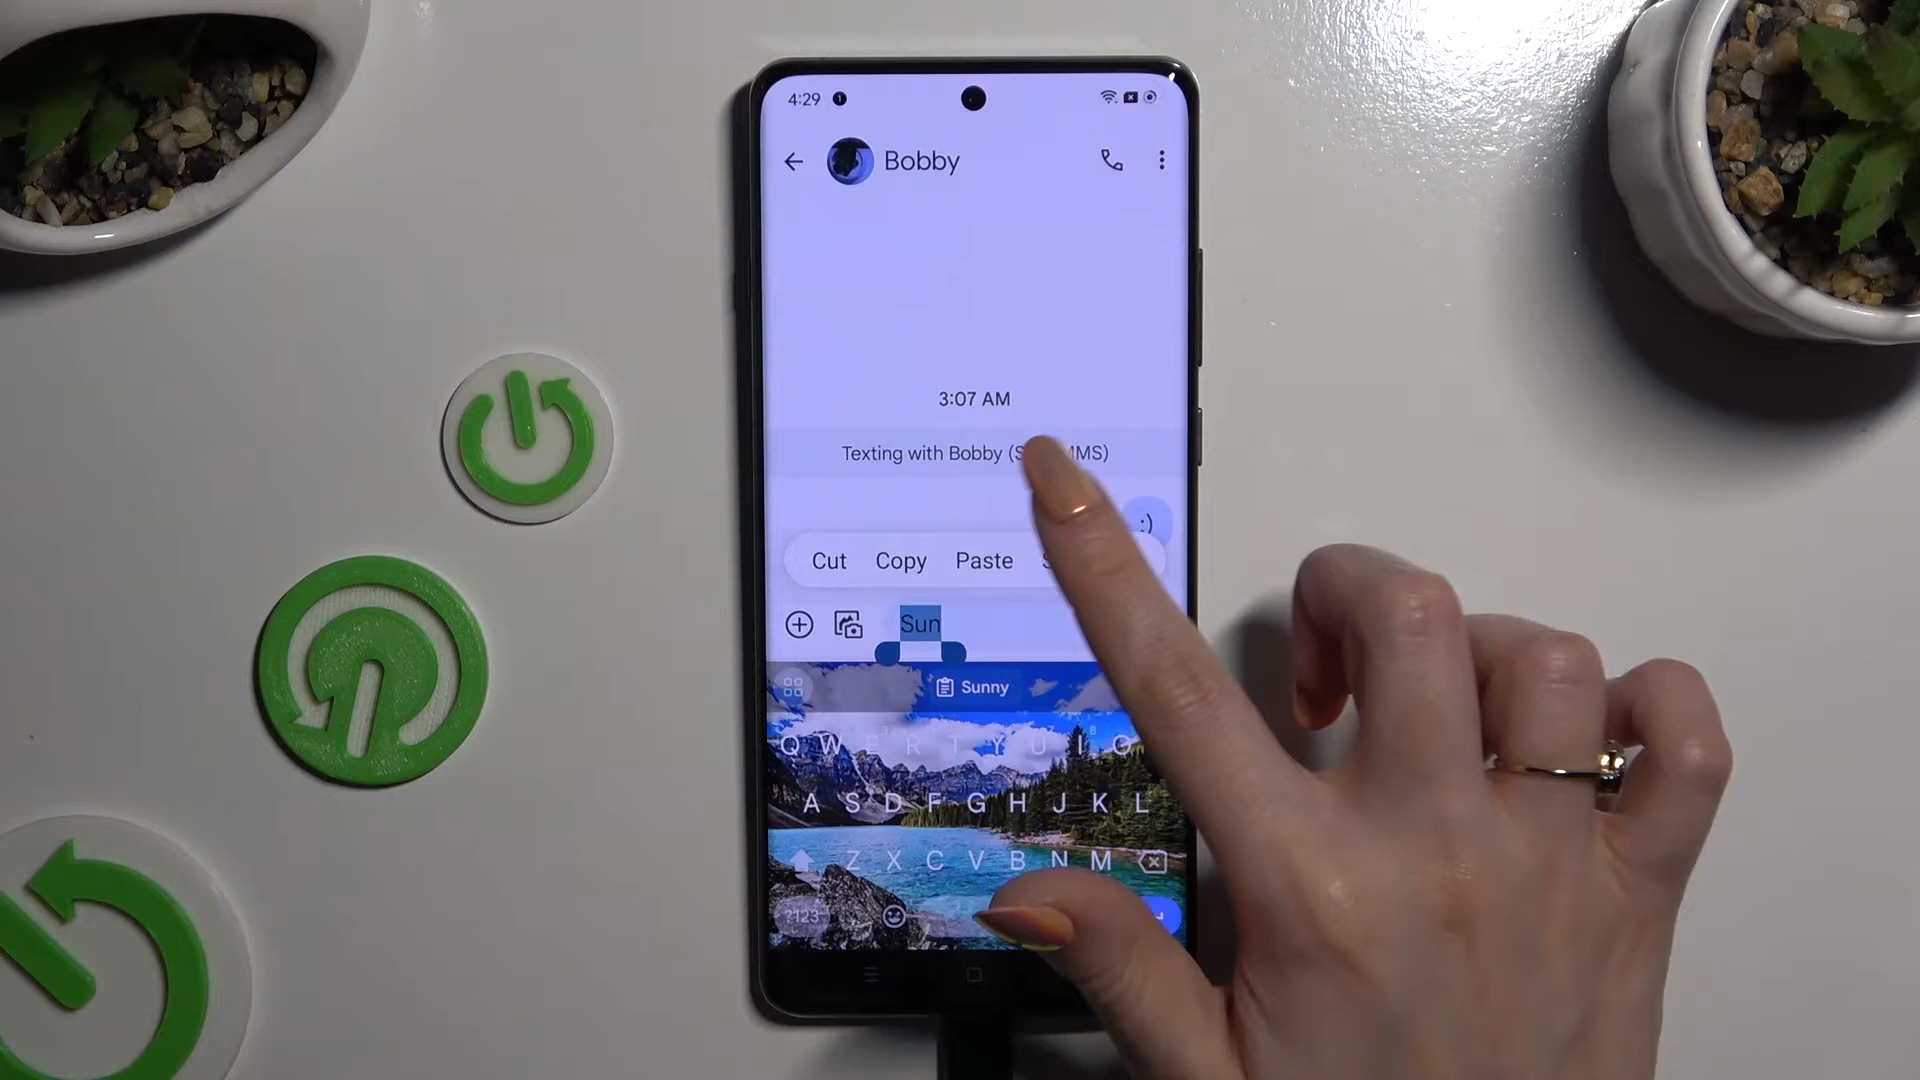 4:29
Bobby
3:07 AM
Texting with Bobby (S MMS)
:)
Cut Copy Paste
Sun
Sunny
Q W E R T Y U I O
A S D F G H J K L
Z X C V B N M
?123